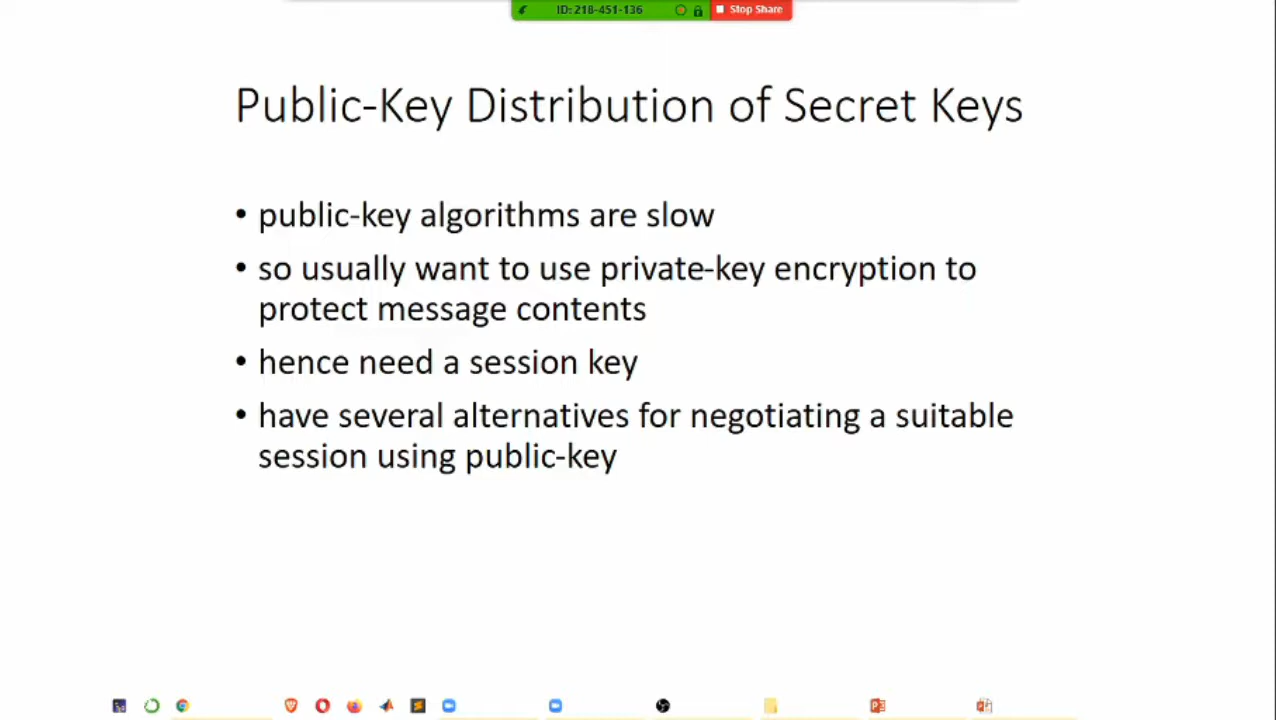 ID: 218-451-136
Stop Share
Public-Key Distribution of Secret Keys
• public-key algorithms are slow
• so usually want to use private-key encryption to
protect message contents
• hence need a session key
• have several alternatives for negotiating a suitable
session using public-key